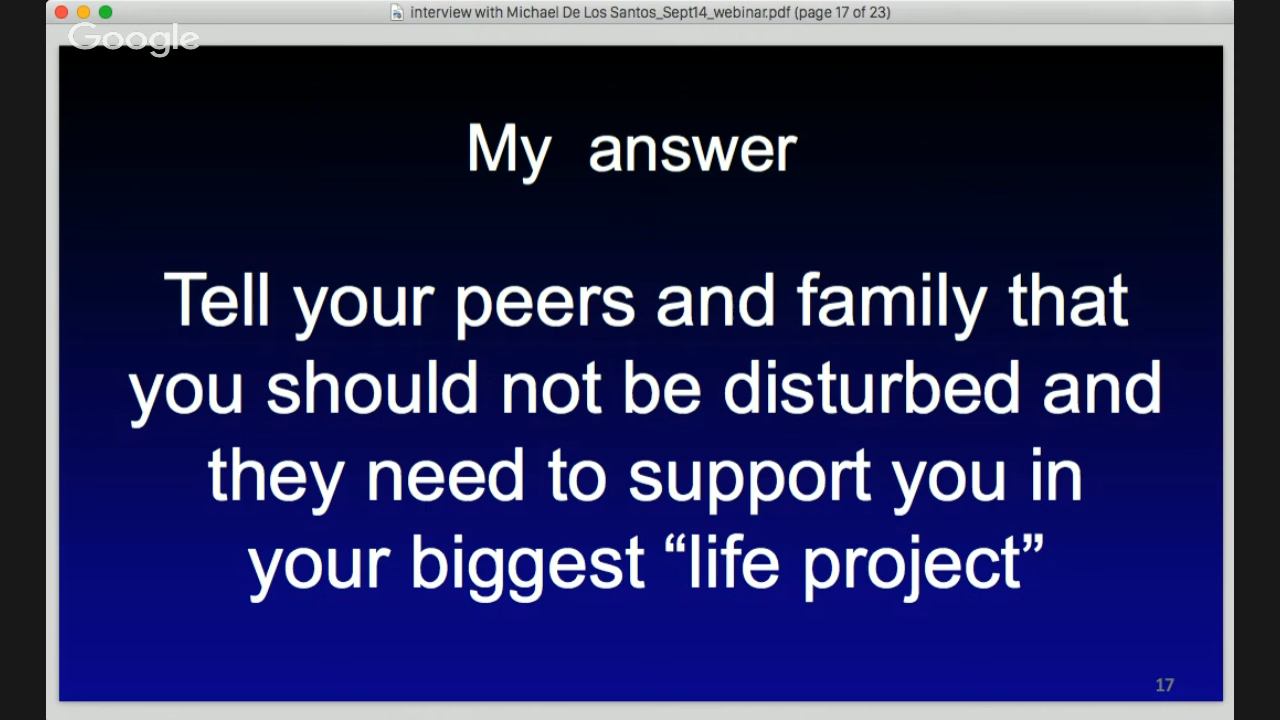 interview with Michael De Los Santos_Sept14_webinar.pdf (page 17 of 23)
Google
My answer
Tell your peers and family that
you should not be disturbed and
they need to support you in
your biggest “life project”
17